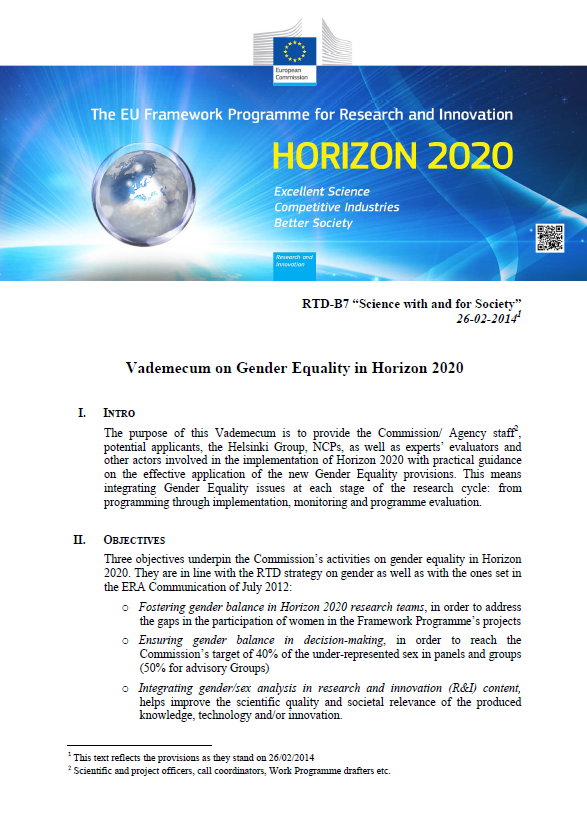 European
Commission
The EU Framework Programme for Research and Innovation
HORIZON 2020
Excellent Science
Competitive Industries
Better Society
Research and
Innovation
RTD-B7 “Science with and for Society”
26-02-2014¹
Vademecum on Gender Equality in Horizon 2020
I. INTRO
The purpose of this Vademecum is to provide the Commission/ Agency staff²,
potential applicants, the Helsinki Group, NCPs, as well as experts’ evaluators and
other actors involved in the implementation of Horizon 2020 with practical guidance
on the effective application of the new Gender Equality provisions. This means
integrating Gender Equality issues at each stage of the research cycle: from
programming through implementation, monitoring and programme evaluation.
II. OBJECTIVES
Three objectives underpin the Commission’s activities on gender equality in Horizon
2020. They are in line with the RTD strategy on gender as well as with the ones set in
the ERA Communication of July 2012:
o Fostering gender balance in Horizon 2020 research teams, in order to address
the gaps in the participation of women in the Framework Programme’s projects
o Ensuring gender balance in decision-making, in order to reach the
Commission’s target of 40% of the under-represented sex in panels and groups
(50% for advisory Groups)
o Integrating gender/sex analysis in research and innovation (R&I) content,
helps improve the scientific quality and societal relevance of the produced
knowledge, technology and/or innovation.
¹ This text reflects the provisions as they stand on 26/02/2014
² Scientific and project officers, call coordinators, Work Programme drafters etc.